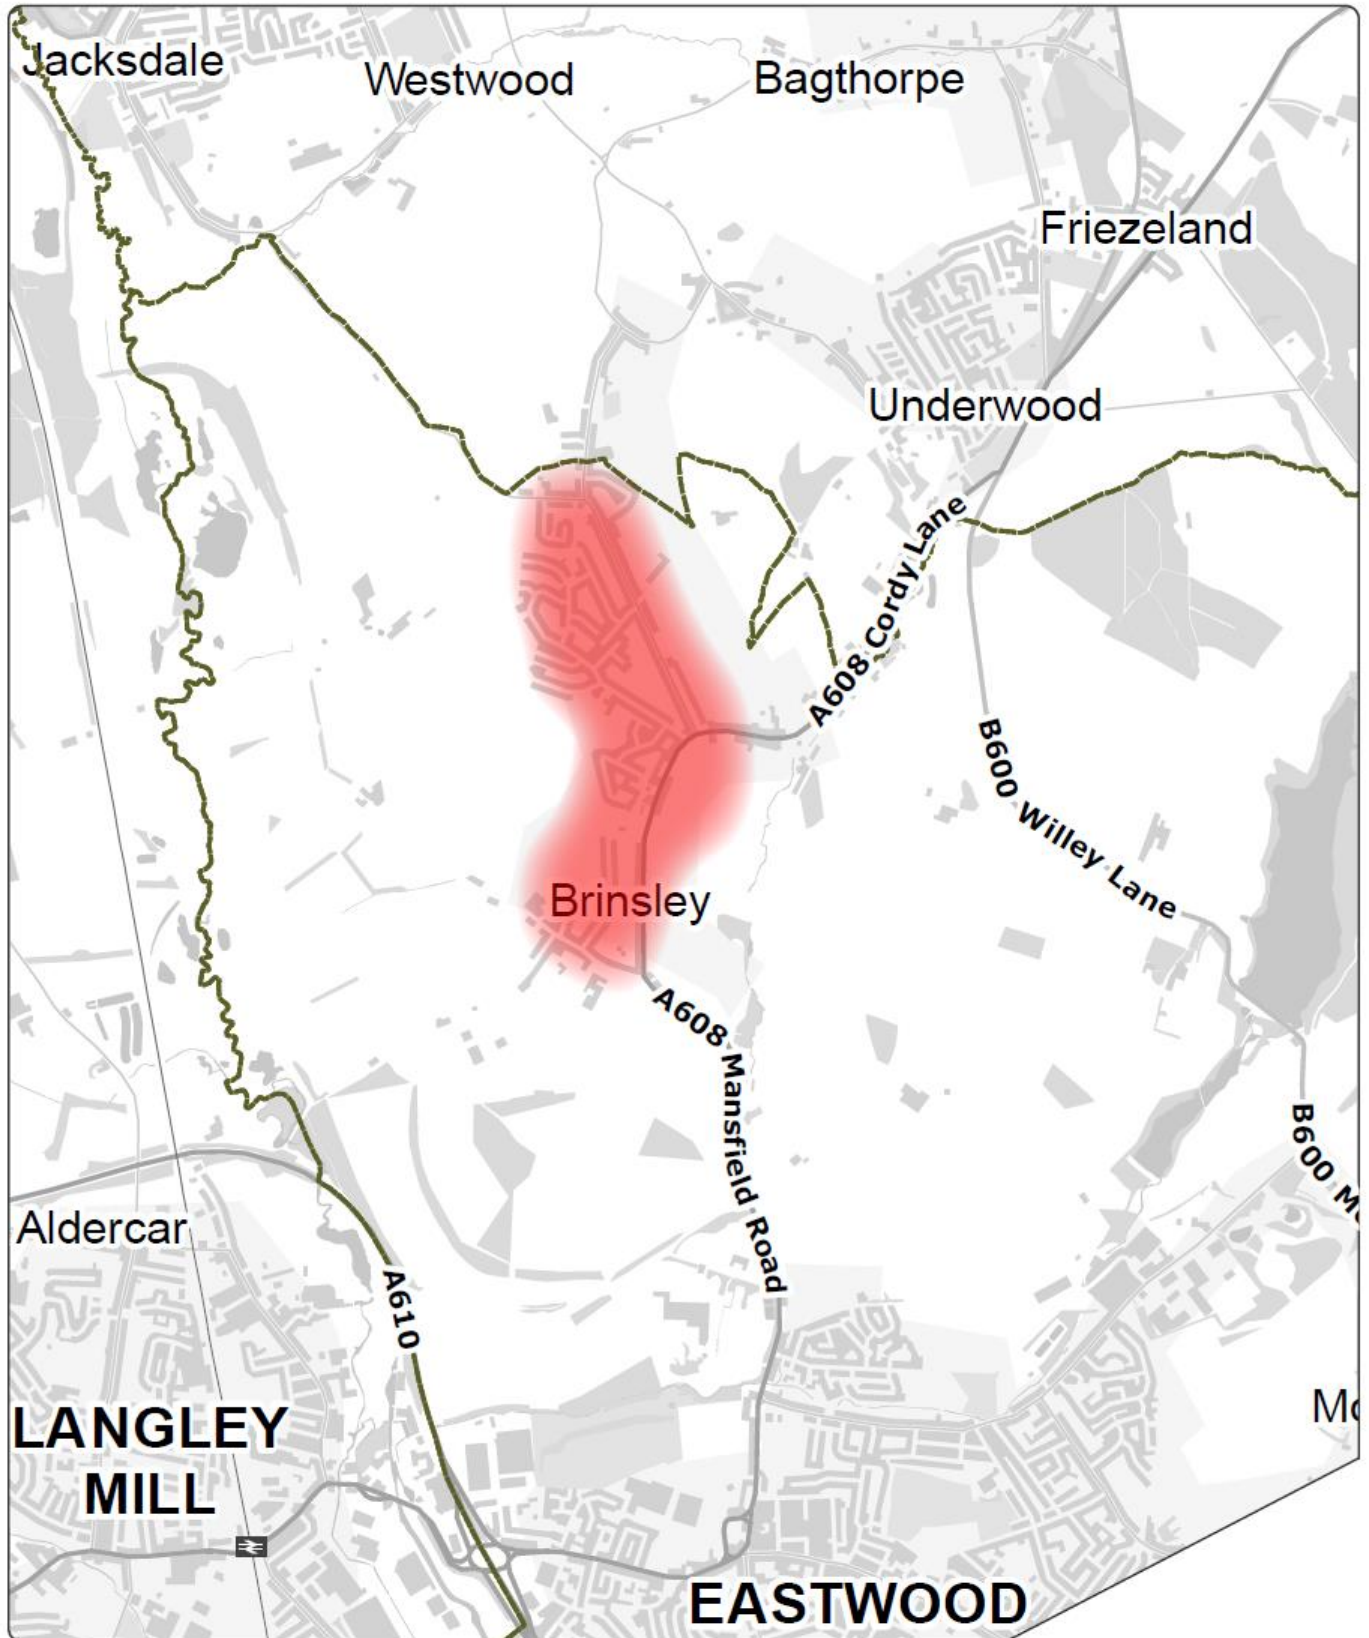 Jacksdale
Westwood
Bagthorpe
Friezeland
Underwood
A608 Cordy Lane
B600 Willey Lane
Brinsley
A608 Mansfield Road
B600
Aldercar
A610
LANGLEY
MILL
EASTWOOD